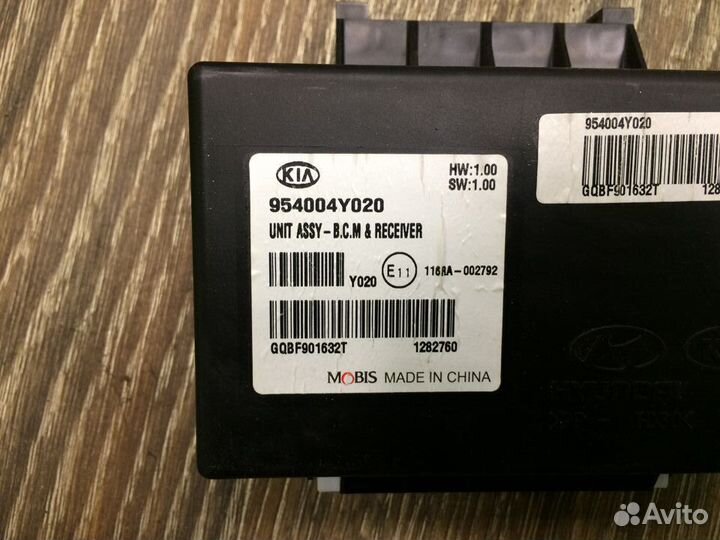 KIA
HW:1.00
SW:1.00
954004Y020
UNIT ASSY-B.C.M & RECEIVER
Y020
E11
116RA-002792
GQBF901632T
1282760
MOBIS MADE IN CHINA
954004Y020
GQBF901632T
128
Avito